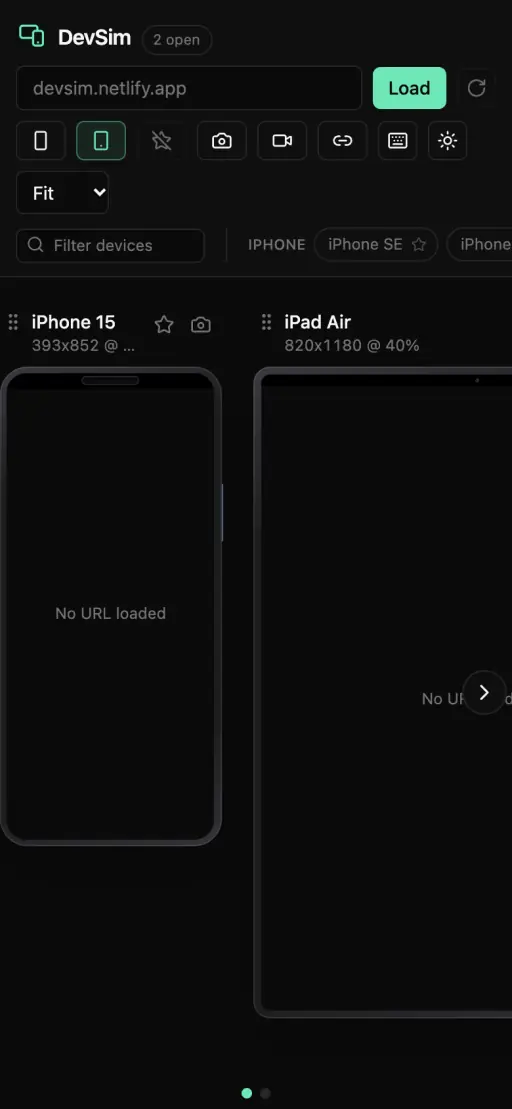 DevSim
2 open
devsim.netlify.app
Load
Fit
Filter devices
IPHONE
iPhone SE
iPhone
iPhone 15
393x852 @ ...
iPad Air
820x1180 @ 40%
No URL loaded
No UR